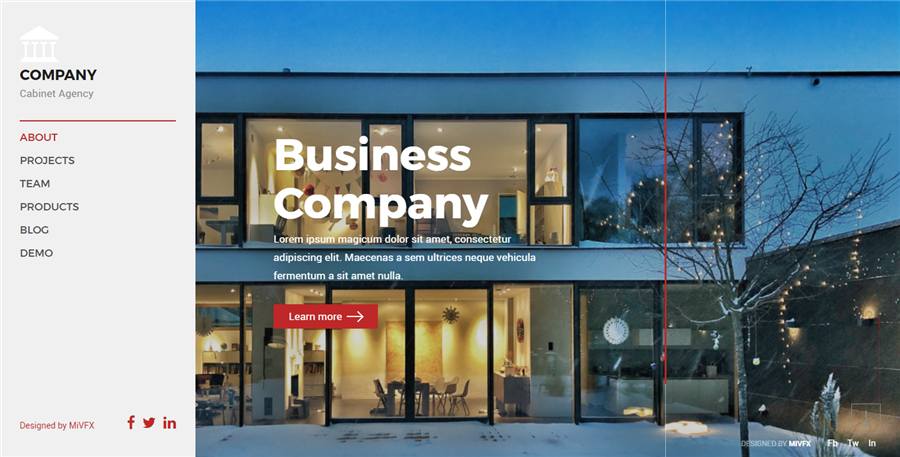 COMPANY
Cabinet Agency
ABOUT
PROJECTS
TEAM
PRODUCTS
BLOG
DEMO
Designed by MiVFX
Business
Company
Lorem ipsum magicum dolor sit amet, consectetur
adipiscing elit. Maecenas a sem ultrices neque vehicula
fermentum a sit amet nulla.
Learn more
DESIGNED BY MIVFX Fb Tw In